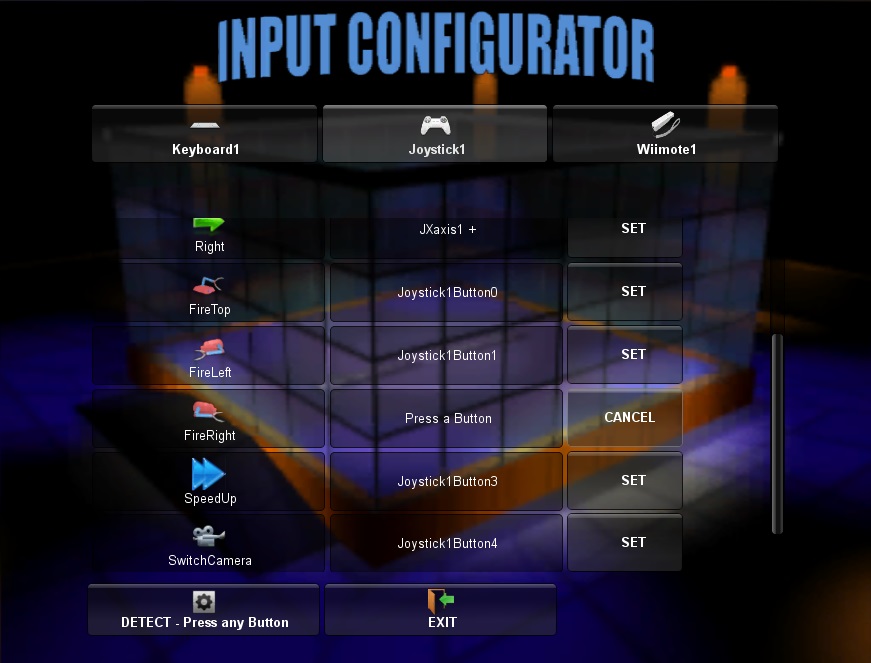 INPUT CONFIGURATOR
Keyboard1
Joystick1
Wiimote1
Right
JXaxis1 +
SET
FireTop
Joystick1Button0
SET
FireLeft
Joystick1Button1
SET
FireRight
Press a Button
CANCEL
SpeedUp
Joystick1Button3
SET
SwitchCamera
Joystick1Button4
SET
DETECT - Press any Button
EXIT